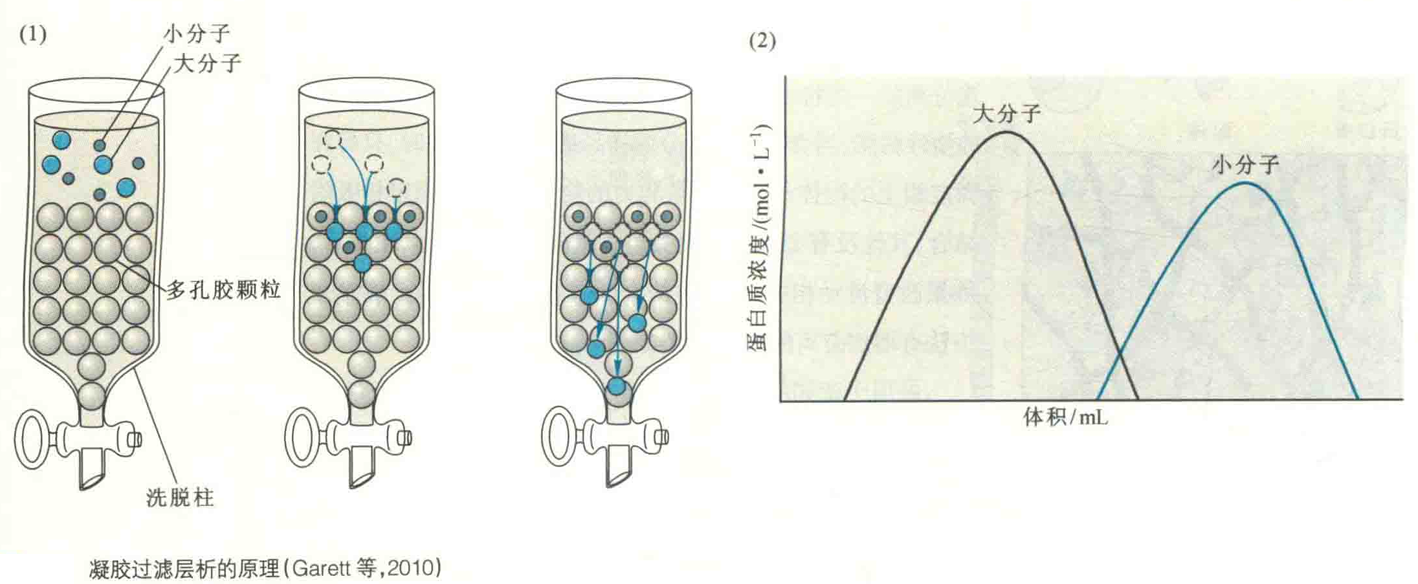 (1)
小分子
大分子
多孔胶颗粒
洗脱柱
凝胶过滤层析的原理(Garett 等,2010)
(2)
大分子
小分子
蛋白质浓度/(mol·L⁻¹)
体积/mL